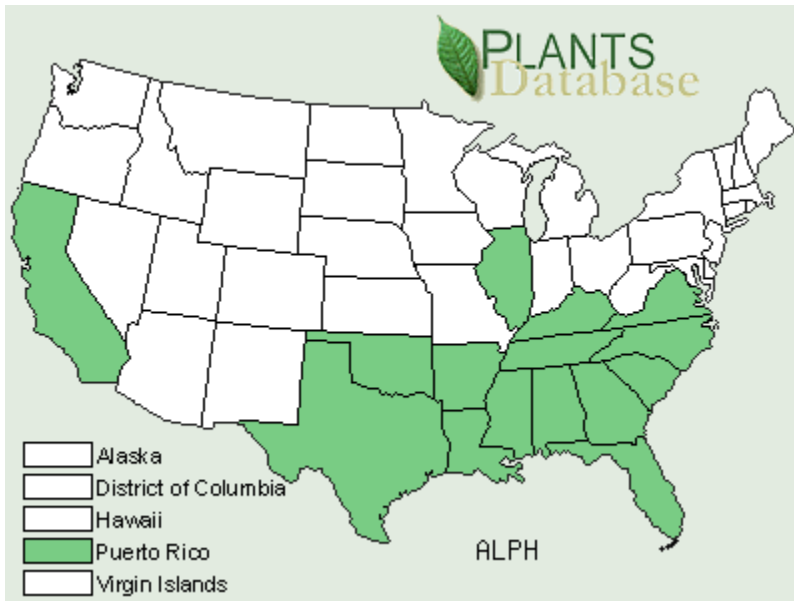 PLANTS
Database
Alaska
District of Columbia
Hawaii
Puerto Rico
Virgin Islands
ALPH